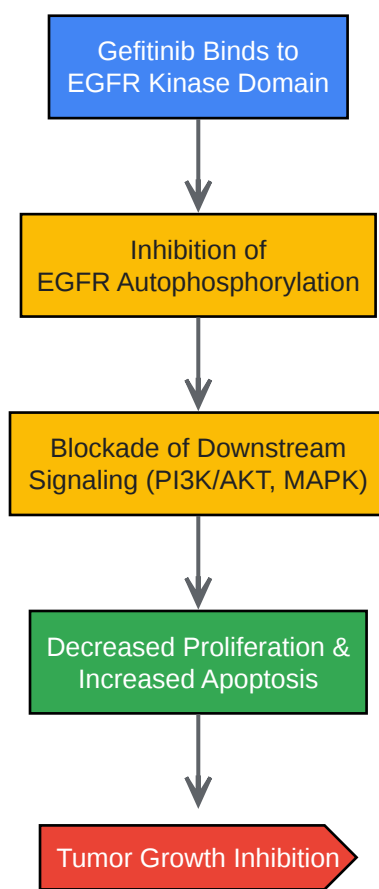 Gefitinib Binds to
EGFR Kinase Domain
Inhibition of
EGFR Autophosphorylation
Blockade of Downstream
Signaling (PI3K/AKT, MAPK)
Decreased Proliferation &
Increased Apoptosis
Tumor Growth Inhibition